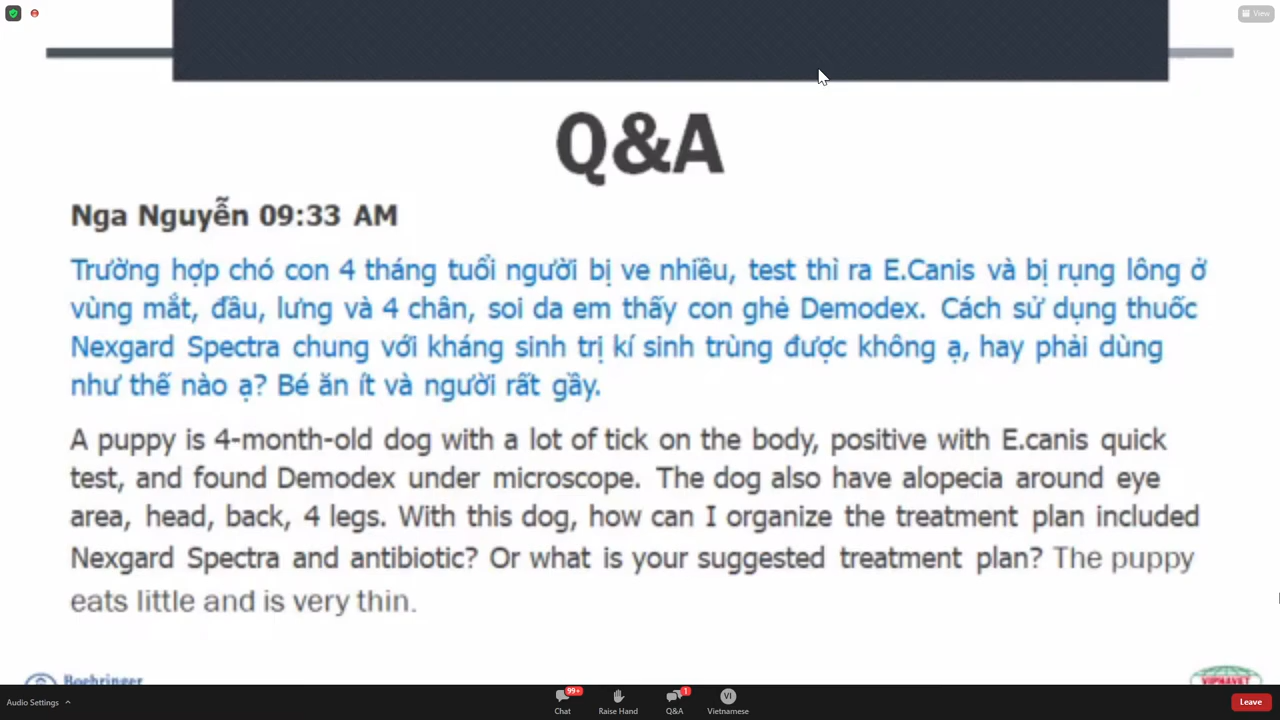 View
Q&A
Nga Nguyễn 09:33 AM
Trường hợp chó con 4 tháng tuổi người bị ve nhiều, test thì ra E.Canis và bị rụng lông ở
vùng mắt, đầu, lưng và 4 chân, soi da em thấy con ghẻ Demodex. Cách sử dụng thuốc
Nexgard Spectra chung với kháng sinh trị kí sinh trùng được không ạ, hay phải dùng
như thế nào ạ? Bé ăn ít và người rất gầy.
A puppy is 4-month-old dog with a lot of tick on the body, positive with E.canis quick
test, and found Demodex under microscope. The dog also have alopecia around eye
area, head, back, 4 legs. With this dog, how can I organize the treatment plan included
Nexgard Spectra and antibiotic? Or what is your suggested treatment plan? The puppy
eats little and is very thin.
Boehringer
VIPHAVET
Audio Settings
99+
1
VI
Chat
Raise Hand
Q&A
Vietnamese
Leave